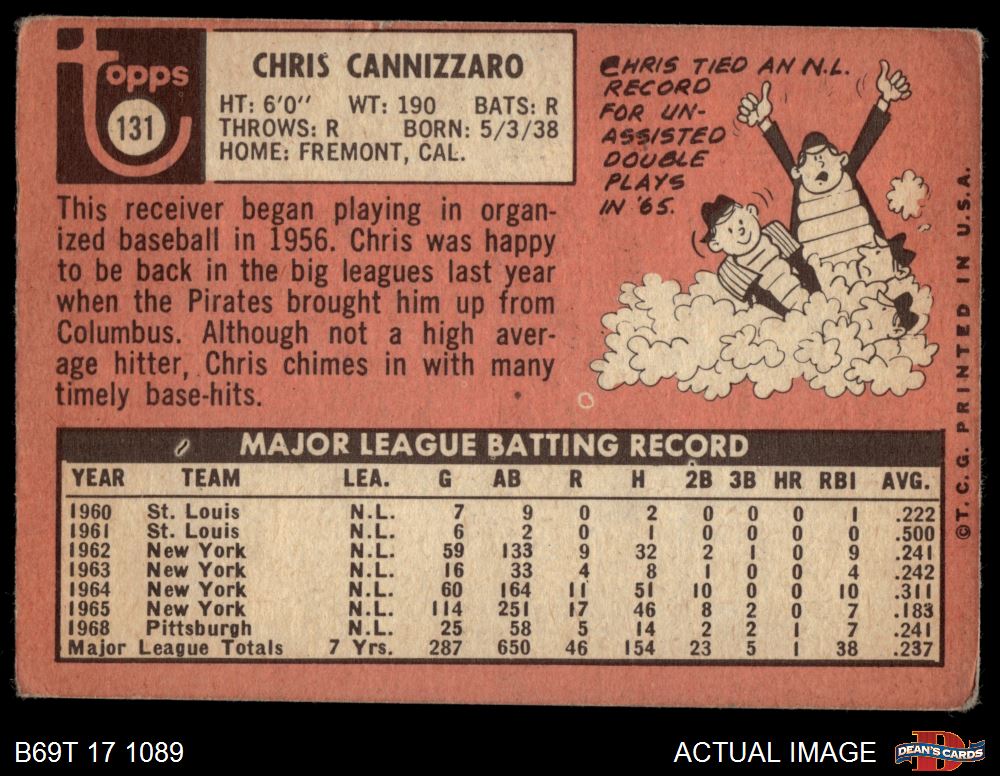 topps
131
CHRIS CANNIZZARO
HT: 6'0" WT: 190 BATS: R
THROWS: R BORN: 5/3/38
HOME: FREMONT, CAL.
This receiver began playing in organ-
ized baseball in 1956. Chris was happy
to be back in the big leagues last year
when the Pirates brought him up from
Columbus. Although not a high aver-
age hitter, Chris chimes in with many
timely base-hits.
CHRIS TIED AN N.L.
RECORD
FOR UN-
ASSISTED
DOUBLE
PLAYS
IN '65.
©T.C.G. PRINTED IN U.S.A.
MAJOR LEAGUE BATTING RECORD
YEAR TEAM LEA. G AB R H 2B 3B HR RBI AVG.
1960 St. Louis N.L. 7 9 0 2 0 0 0 1 .222
1961 St. Louis N.L. 6 2 0 1 0 0 0 0 .500
1962 New York N.L. 59 133 9 32 2 1 0 9 .241
1963 New York N.L. 16 33 4 8 1 0 0 4 .242
1964 New York N.L. 60 164 11 51 10 0 0 10 .311
1965 New York N.L. 114 251 17 46 8 2 0 7 .183
1968 Pittsburgh N.L. 25 58 5 14 2 2 1 7 .241
Major League Totals 7 Yrs. 287 650 46 154 23 5 1 38 .237
B69T 17 1089
ACTUAL IMAGE
DEAN'S CARDS